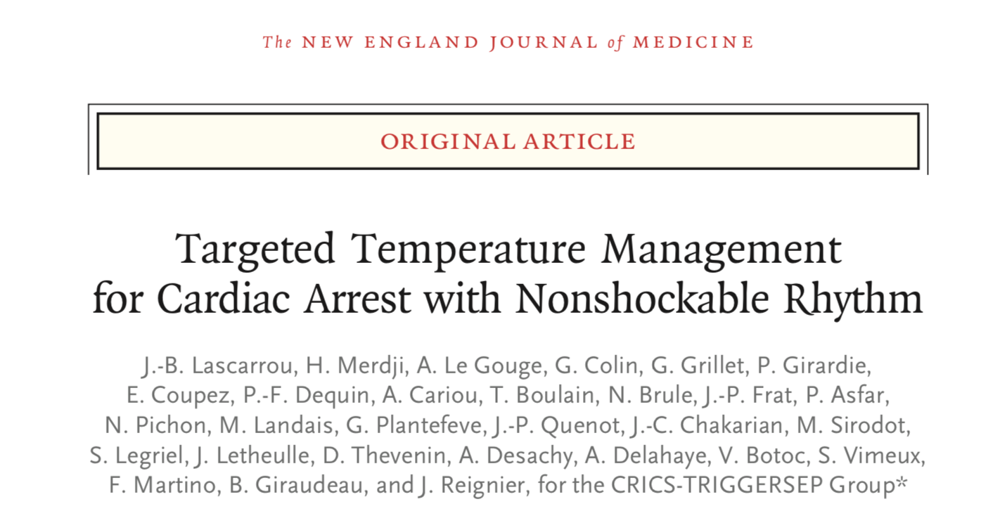 The NEW ENGLAND JOURNAL of MEDICINE
ORIGINAL ARTICLE
Targeted Temperature Management
for Cardiac Arrest with Nonshockable Rhythm
J.-B. Lascarrou, H. Merdji, A. Le Gouge, G. Colin, G. Grillet, P. Girardie,
E. Coupez, P.-F. Dequin, A. Cariou, T. Boulain, N. Brule, J.-P. Frat, P. Asfar,
N. Pichon, M. Landais, G. Plantefeve, J.-P. Quenot, J.-C. Chakarian, M. Sirodot,
S. Legriel, J. Letheulle, D. Thevenin, A. Desachy, A. Delahaye, V. Botoc, S. Vimeux,
F. Martino, B. Giraudeau, and J. Reignier, for the CRICS-TRIGGERSEP Group*